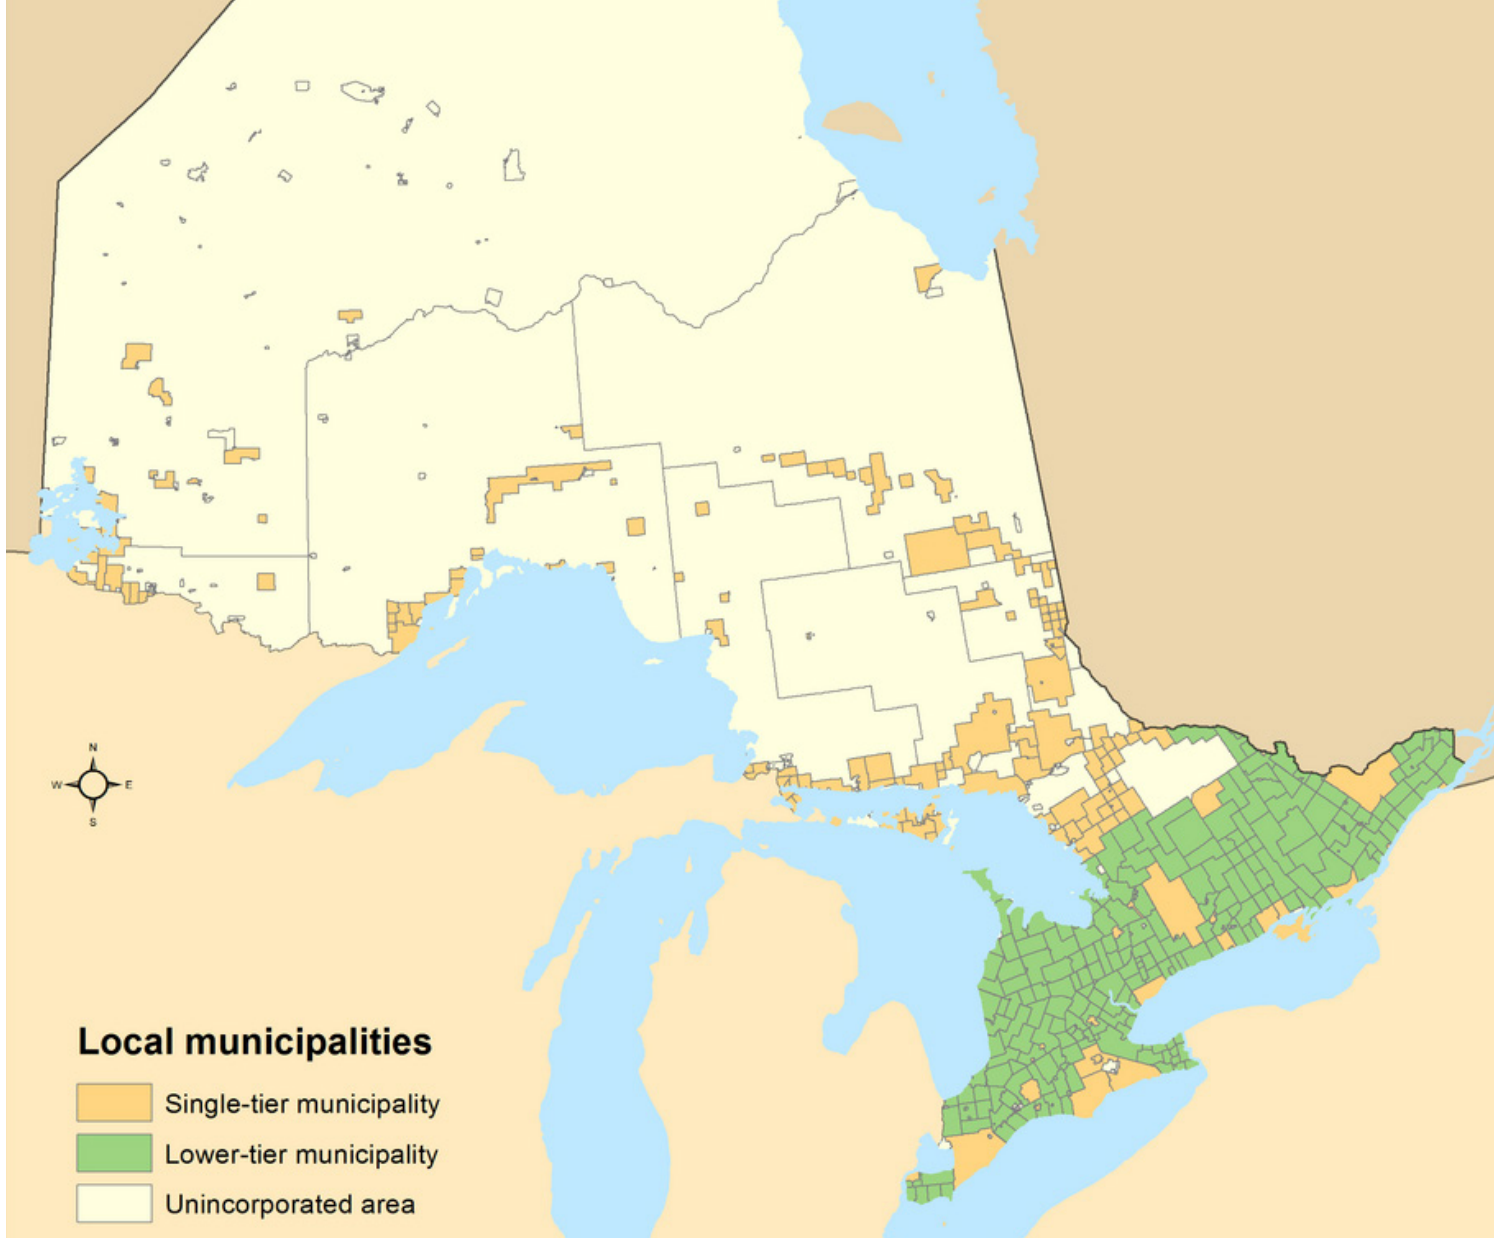 N
W E
S
Local municipalities
Single-tier municipality
Lower-tier municipality
Unincorporated area